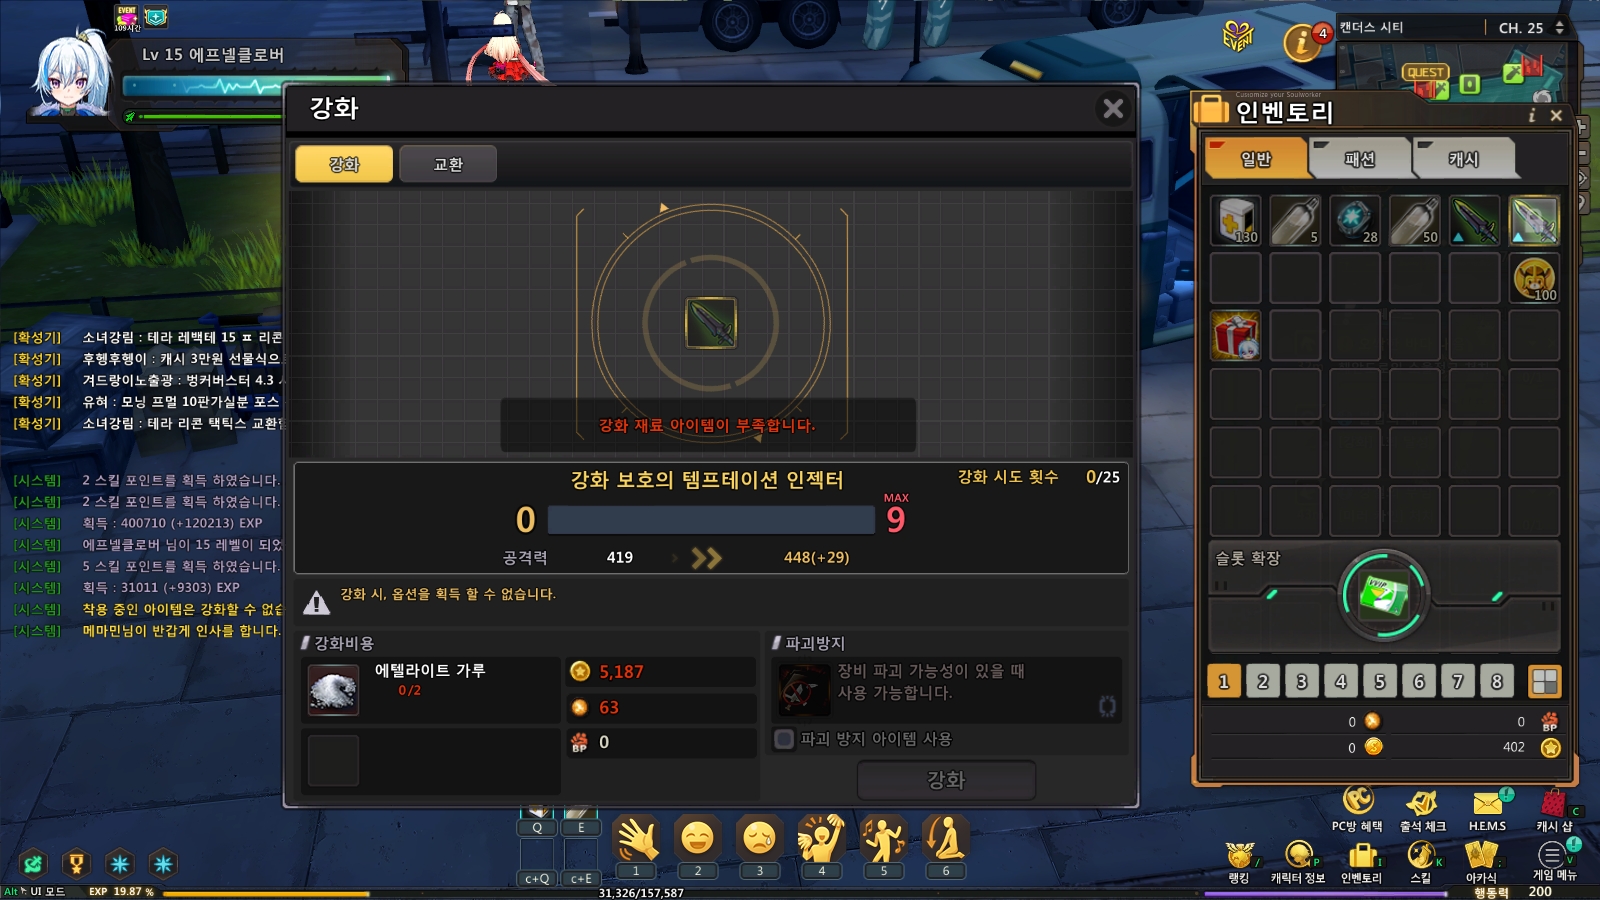 EVENT
109시간
Lv 15 에프넬클로버
EVENT
4
캔더스 시티
CH. 25
QUEST
강화
강화
교환
Customize your Soulworker
인벤토리
일반
패션
캐시
130
5
28
50
100
[확성기] 소녀강림 : 테라 레백테 15 ㅍ 리콘
[확성기] 후헹후헹이 : 캐시 3만원 선물식으
[확성기] 겨드랑이노출광 : 벙커버스터 4.3
[확성기] 유혀 : 모닝 프멀 10판가실분 포스
[확성기] 소녀강림 : 테라 리콘 택틱스 교환
강화 재료 아이템이 부족합니다.
[시스템] 2 스킬 포인트를 획득 하였습니다.
[시스템] 2 스킬 포인트를 획득 하였습니다.
[시스템] 획득 : 400710 (+120213) EXP
[시스템] 에프넬클로버 님이 15 레벨이 되었
[시스템] 5 스킬 포인트를 획득 하였습니다.
[시스템] 획득 : 31011 (+9303) EXP
[시스템] 착용 중인 아이템은 강화할 수 없습
[시스템] 메마민님이 반갑게 인사를 합니다.
강화 보호의 템프테이션 인젝터
강화 시도 횟수 0/25
0
MAX
9
공격력 419 448(+29)
강화 시, 옵션을 획득 할 수 없습니다.
강화비용
에텔라이트 가루
0/2
5,187
63
BP 0
파괴방지
장비 파괴 가능성이 있을 때
사용 가능합니다.
파괴 방지 아이템 사용
강화
슬롯 확장
VVIP
1 2 3 4 5 6 7 8
0
0 BP
0
402
Q E
c+Q c+E
1 2 3 4 5 6
PC방 혜택
출석 체크
H.E.M.S
캐시 샵
C
랭킹
캐릭터 정보 P
인벤토리 I
스킬 K
아카식
게임 메뉴 V
Alt UI 모드
EXP 19.87 %
31,326/157,587
행동력 200